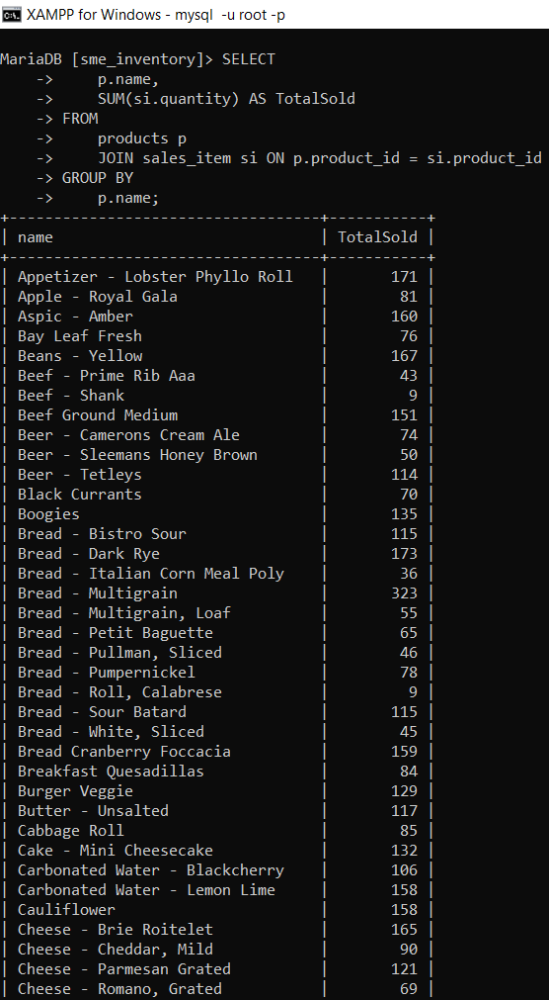 XAMPP for Windows - mysql  -u root -p
MariaDB [sme_inventory]> SELECT
    ->     p.name,
    ->     SUM(si.quantity) AS TotalSold
    -> FROM
    ->     products p
    ->     JOIN sales_item si ON p.product_id = si.product_id
    -> GROUP BY
    ->     p.name;
+-----------------------------------+-----------+
| name                              | TotalSold |
+-----------------------------------+-----------+
| Appetizer - Lobster Phyllo Roll   |       171 |
| Apple - Royal Gala                |        81 |
| Aspic - Amber                     |       160 |
| Bay Leaf Fresh                    |        76 |
| Beans - Yellow                    |       167 |
| Beef - Prime Rib Aaa              |        43 |
| Beef - Shank                      |         9 |
| Beef Ground Medium                |       151 |
| Beer - Camerons Cream Ale         |        74 |
| Beer - Sleemans Honey Brown       |        50 |
| Beer - Tetleys                    |       114 |
| Black Currants                    |        70 |
| Boogies                           |       135 |
| Bread - Bistro Sour               |       115 |
| Bread - Dark Rye                  |       173 |
| Bread - Italian Corn Meal Poly    |        36 |
| Bread - Multigrain                |       323 |
| Bread - Multigrain, Loaf          |        55 |
| Bread - Petit Baguette            |        65 |
| Bread - Pullman, Sliced           |        46 |
| Bread - Pumpernickel              |        78 |
| Bread - Roll, Calabrese           |         9 |
| Bread - Sour Batard               |       115 |
| Bread - White, Sliced             |        45 |
| Bread Cranberry Foccacia          |       159 |
| Breakfast Quesadillas             |        84 |
| Burger Veggie                     |       129 |
| Butter - Unsalted                 |       117 |
| Cabbage Roll                      |        85 |
| Cake - Mini Cheesecake            |       132 |
| Carbonated Water - Blackcherry    |       106 |
| Carbonated Water - Lemon Lime     |       158 |
| Cauliflower                       |       158 |
| Cheese - Brie Roitelet            |       165 |
| Cheese - Cheddar, Mild            |        90 |
| Cheese - Parmesan Grated          |       121 |
| Cheese - Romano, Grated           |        69 |